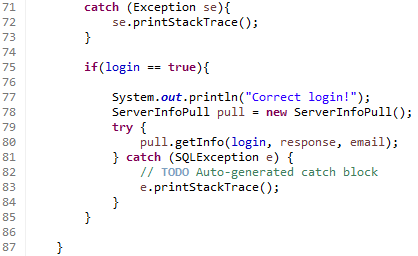 71 catch (Exception se){
72 se.printStackTrace();
73 }
74
75 if(login == true){
76
77 System.out.println("Correct login!");
78 ServerInfoPull pull = new ServerInfoPull();
79 try {
80 pull.getInfo(login, response, email);
81 } catch (SQLException e) {
82 // TODO Auto-generated catch block
83 e.printStackTrace();
84 }
85 }
86
87 }